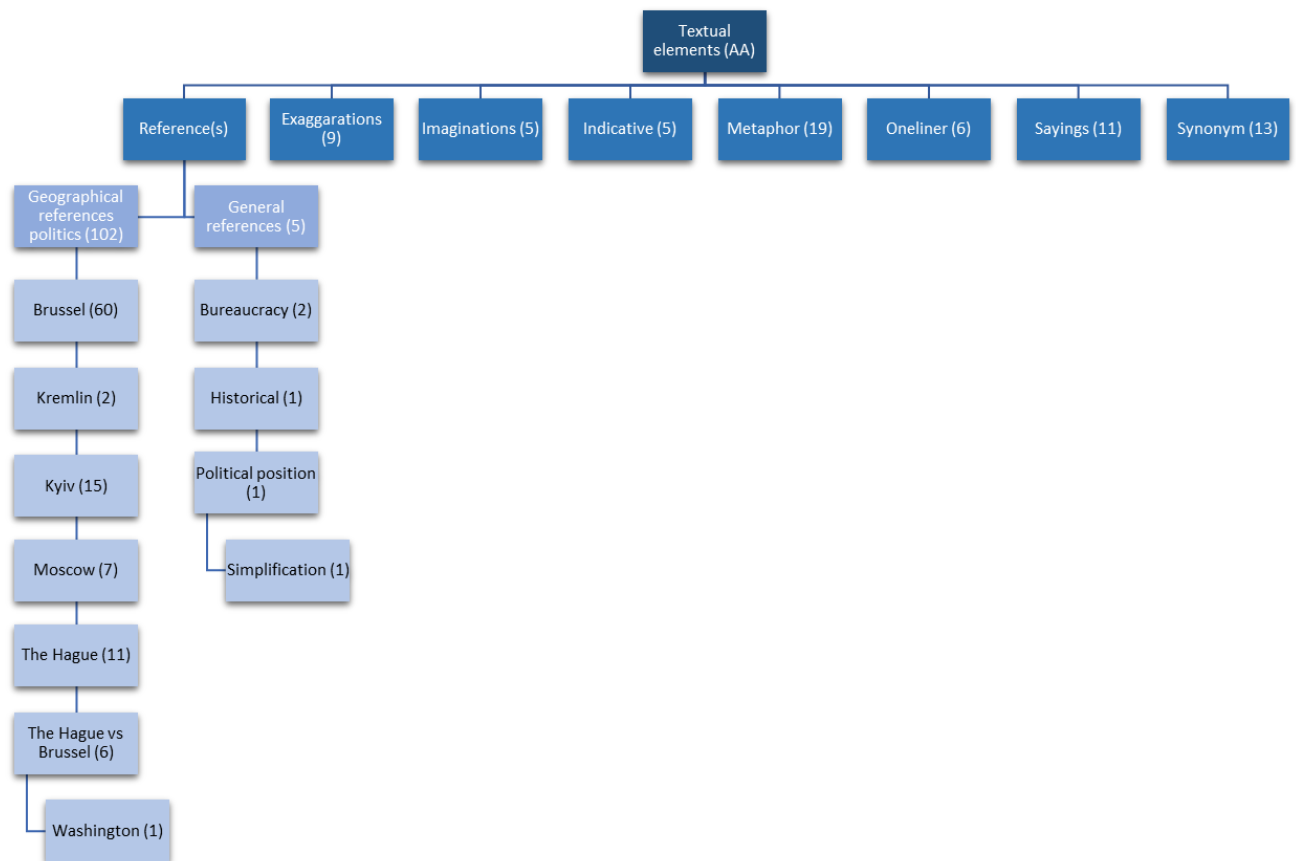 Textual
elements (AA)
Reference(s)
Exaggarations
(9)
Imaginations (5)
Indicative (5)
Metaphor (19)
Oneliner (6)
Sayings (11)
Synonym (13)
Geographical
references
politics (102)
General
references (5)
Brussel (60)
Bureaucracy (2)
Kremlin (2)
Historical (1)
Kyiv (15)
Political position
(1)
Moscow (7)
Simplification (1)
The Hague (11)
The Hague vs
Brussel (6)
Washington (1)